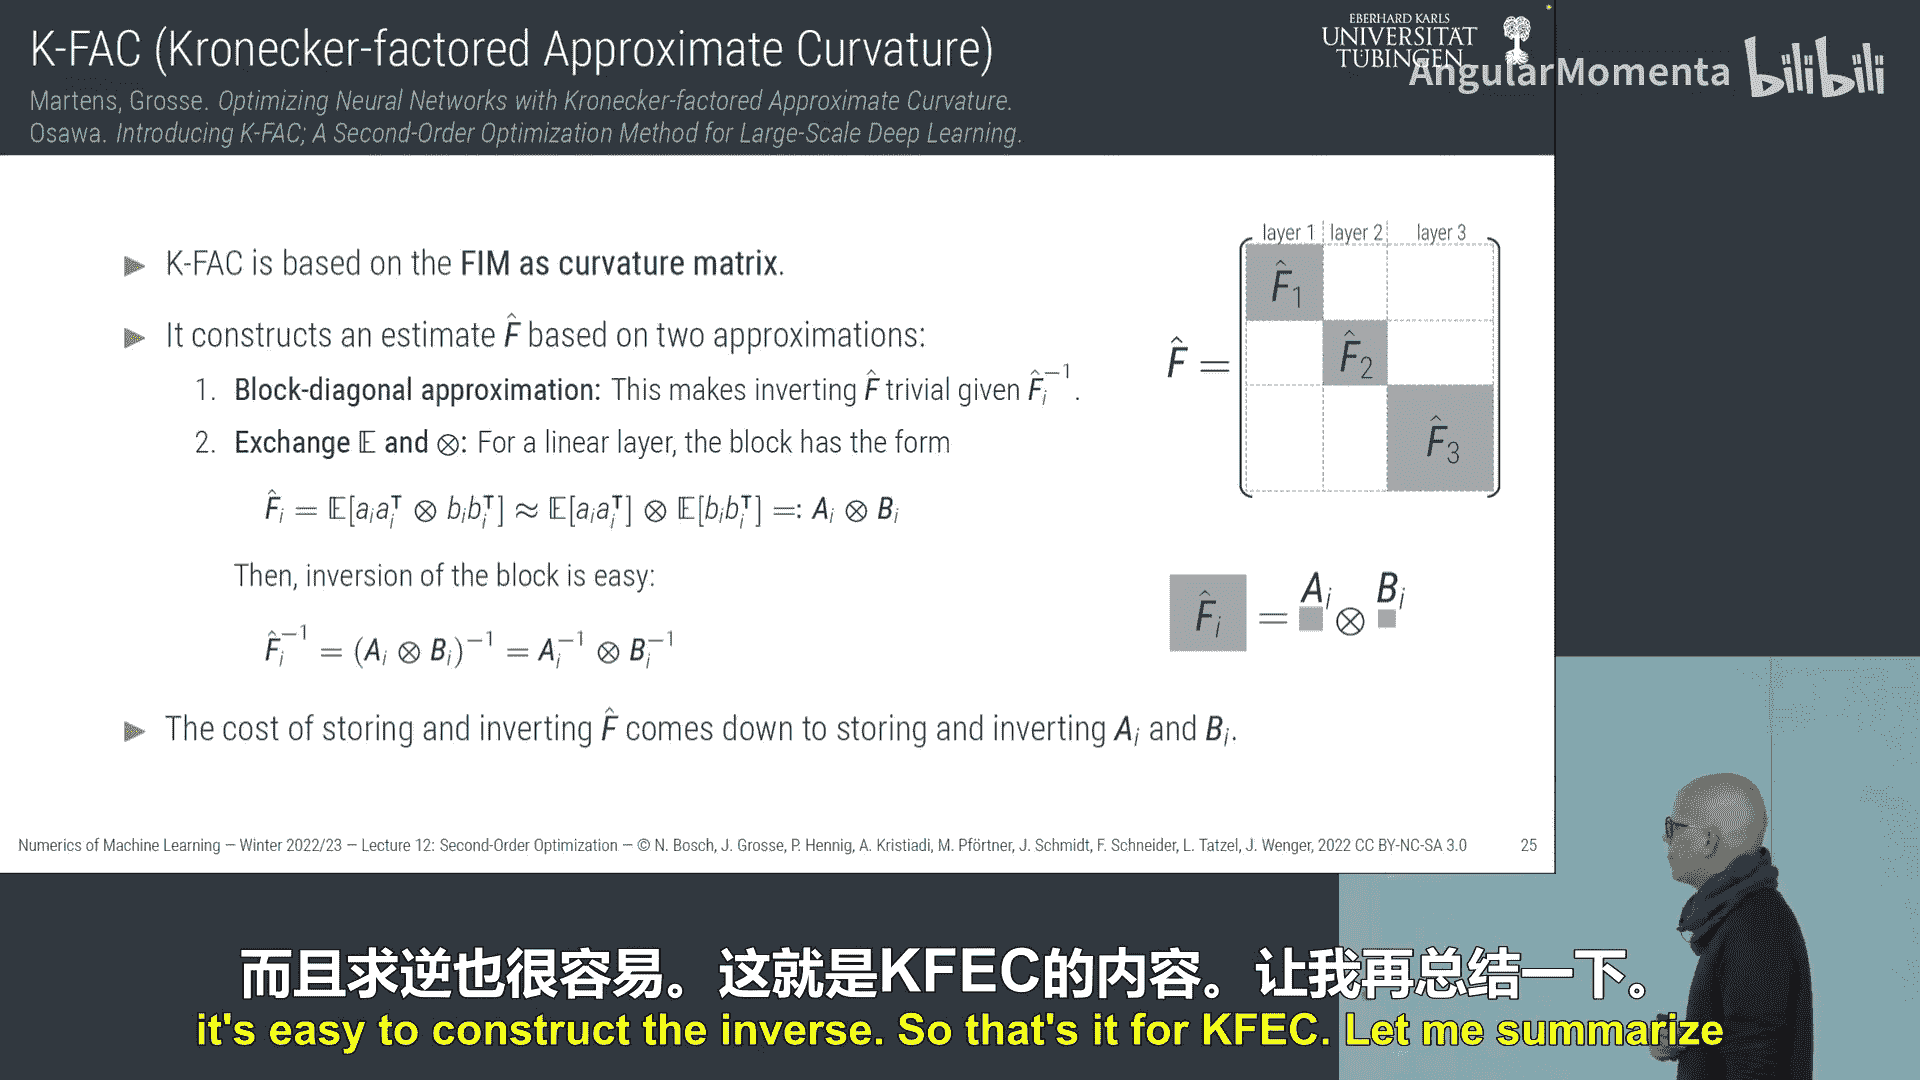 K-FAC (Kronecker-factored Approximate Curvature)
Martens, Grosse. Optimizing Neural Networks with Kronecker-factored Approximate Curvature.
Osawa. Introducing K-FAC; A Second-Order Optimization Method for Large-Scale Deep Learning.
EBERHARD KARLS
UNIVERSITÄT
TÜBINGEN
AngularMomenta bilibili
▶ K-FAC is based on the FIM as curvature matrix.
▶ It constructs an estimate F̂ based on two approximations:
1. Block-diagonal approximation: This makes inverting F̂ trivial given F̂ᵢ⁻¹.
2. Exchange 𝔼 and ⊗: For a linear layer, the block has the form
F̂ᵢ = 𝔼[aᵢaᵢᵀ ⊗ bᵢbᵢᵀ] ≈ 𝔼[aᵢaᵢᵀ] ⊗ 𝔼[bᵢbᵢᵀ] =: Aᵢ ⊗ Bᵢ
Then, inversion of the block is easy:
F̂ᵢ⁻¹ = (Aᵢ ⊗ Bᵢ)⁻¹ = Aᵢ⁻¹ ⊗ Bᵢ⁻¹
▶ The cost of storing and inverting F̂ comes down to storing and inverting Aᵢ and Bᵢ.
layer 1 layer 2 layer 3
F̂₁
F̂ = F̂₂
F̂₃
F̂ᵢ = Aᵢ ⊗ Bᵢ
Numerics of Machine Learning — Winter 2022/23 — Lecture 12: Second-Order Optimization — © N. Bosch, J. Grosse, P. Hennig, A. Kristiadi, M. Pförtner, J. Schmidt, F. Schneider, L. Tatzel, J. Wenger, 2022 CC BY-NC-SA 3.0 25
而且求逆也很容易。这就是KFEC的内容。让我再总结一下。
it's easy to construct the inverse. So that's it for KFEC. Let me summarize